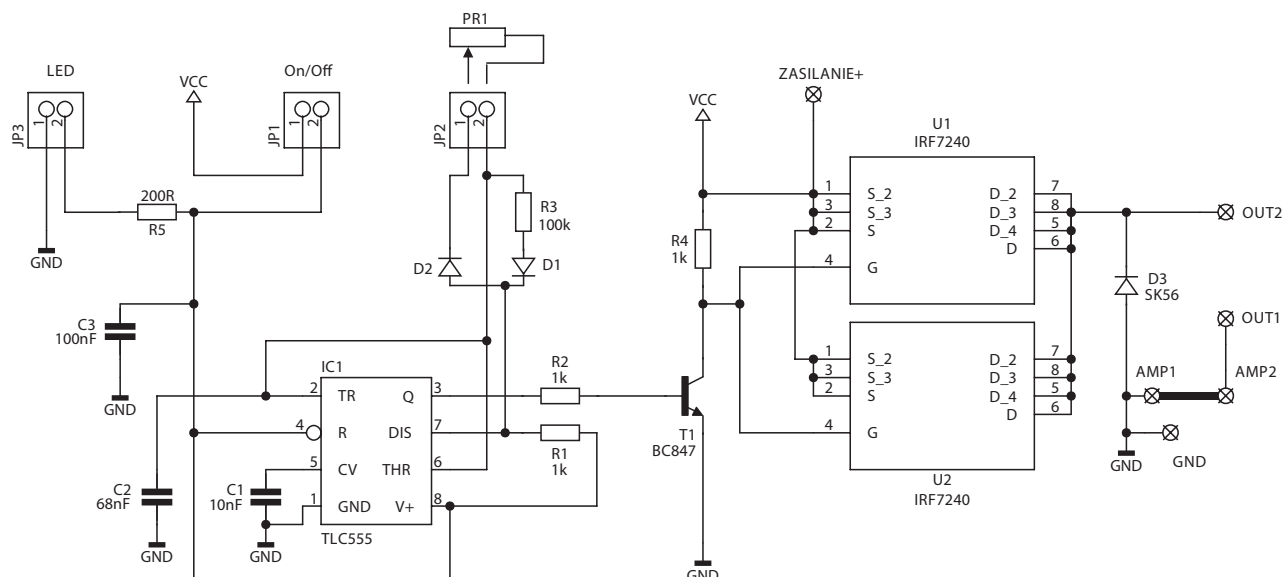 PR1
LED
VCC
On/Off
JP3
1
2
JP1
1
2
JP2
1
2
ZASILANIE+
VCC
U1
IRF7240
200R
R5
R3
100k
R4
1k
1 S_2 D_2 7
3 S_3 D_3 8
2 S D_4 5
D 6
4 G
OUT2
GND
D2
D1
D3
SK56
C3
100nF
OUT1
GND
IC1
R2
1k
2 TR Q 3
4 R DIS 7
5 CV THR 6
1 GND V+ 8
TLC555
R1
1k
T1
BC847
1 S_2 D_2 7
3 S_3 D_3 8
2 S D_4 5
D 6
4 G
U2
IRF7240
AMP1
AMP2
GND
GND
C2
68nF
C1
10nF
GND
GND
GND